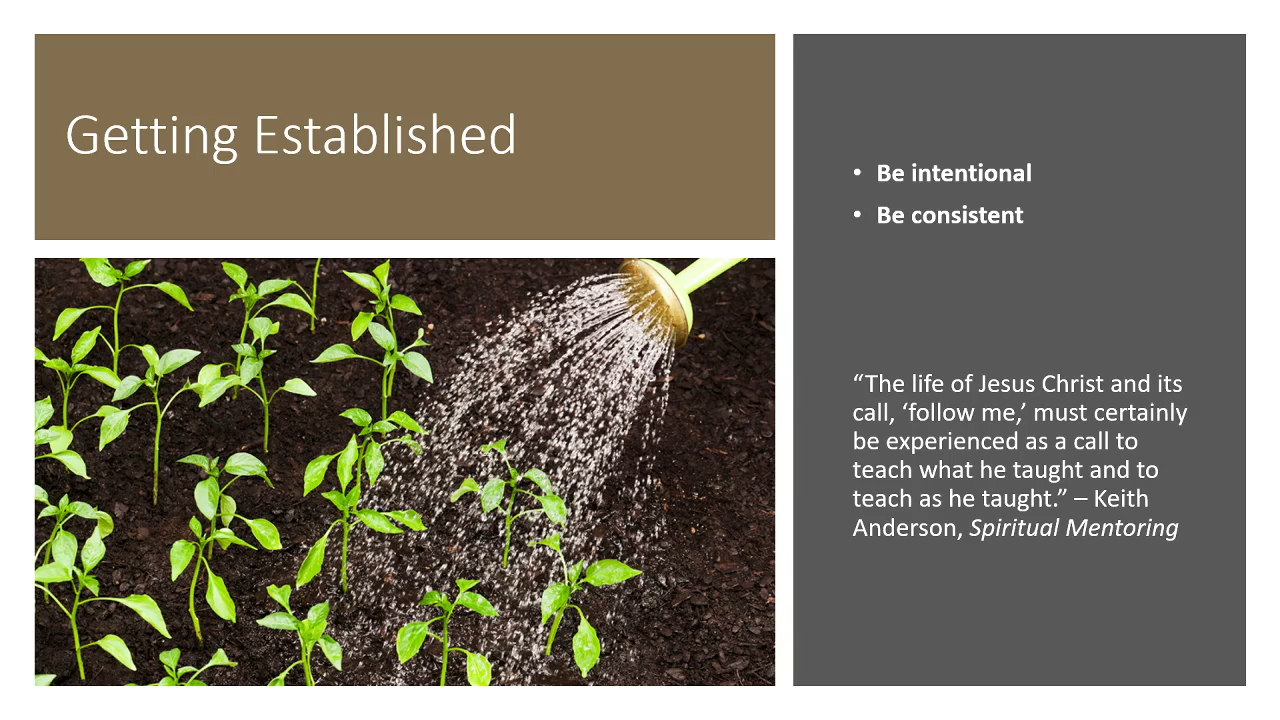 Getting Established
• Be intentional
• Be consistent
“The life of Jesus Christ and its
call, ‘follow me,’ must certainly
be experienced as a call to
teach what he taught and to
teach as he taught.” – Keith
Anderson, Spiritual Mentoring